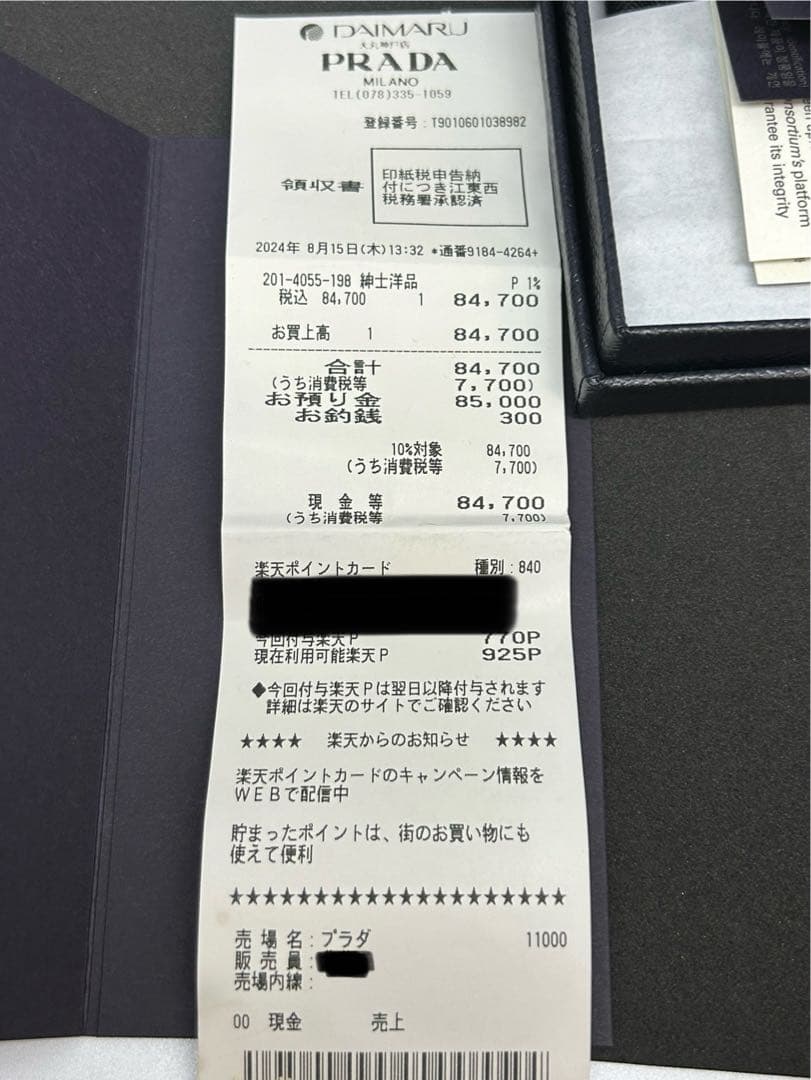 DAIMARU
大丸神戸店
PRADA
MILANO
TEL(078)335-1059
登録番号:T9010601038982
領収書
印紙税申告納
付につき江東西
税務署承認済
2024年 8月15日(木)13:32 *通番9184-4264+
201-4055-198 紳士洋品 P 1%
税込 84,700 1 84,700
お買上高 1 84,700
合計 84,700
(うち消費税等 7,700)
お預り金 85,000
お釣銭 300
10%対象 84,700
(うち消費税等 7,700)
現金等 84,700
(うち消費税等 7,700)
楽天ポイントカード 種別:840
今回付与楽天P 770P
現在利用可能楽天P 925P
◆今回付与楽天Pは翌日以降付与されます
詳細は楽天のサイトでご確認ください
★★★★ 楽天からのお知らせ ★★★★
楽天ポイントカードのキャンペーン情報を
WEBで配信中
貯まったポイントは、街のお買い物にも
使えて便利
★★★★★★★★★★★★★★★★★★★★
売場名:プラダ 11000
販売員:
売場内線:
00 現金 売上
onsortium's platform
rantee its integrity